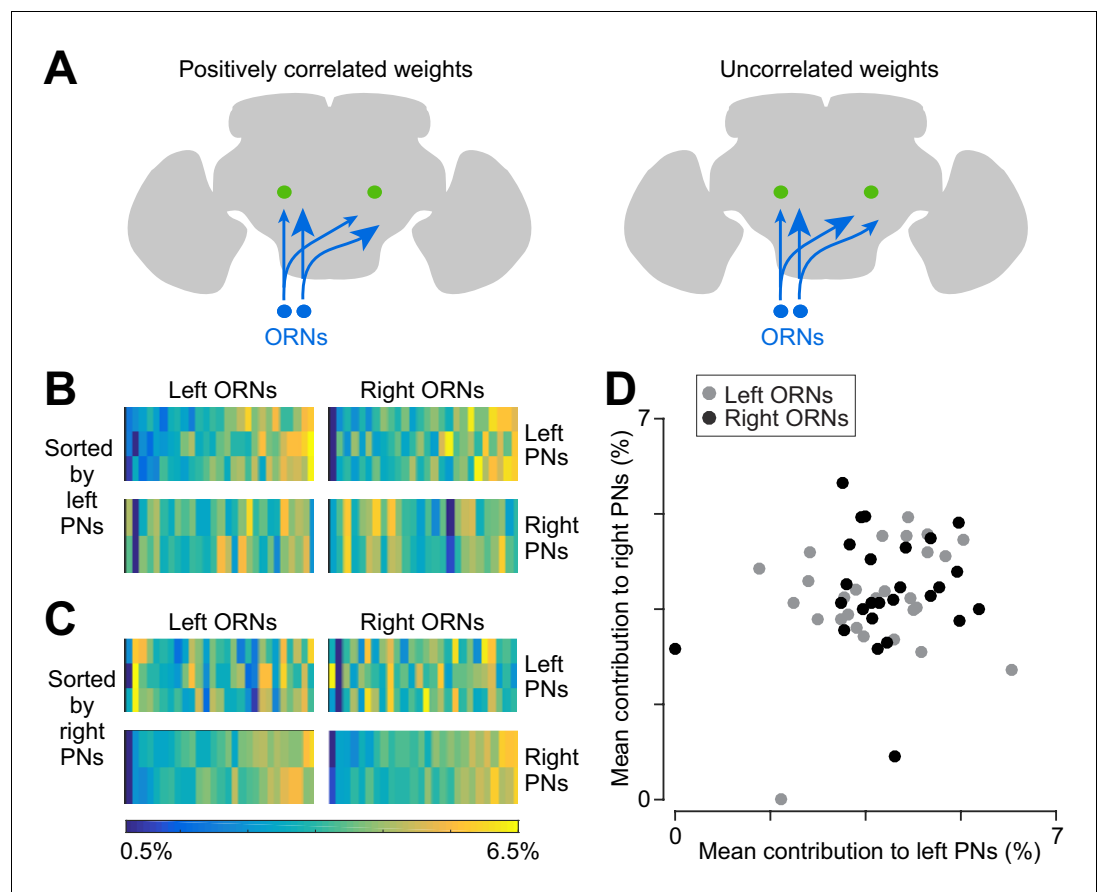 A
Positively correlated weights
Uncorrelated weights
ORNs
ORNs
B
Left ORNs
Right ORNs
Sorted
by
left
PNs
Left
PNs
Right
PNs
C
Left ORNs
Right ORNs
Sorted
by
right
PNs
Left
PNs
Right
PNs
0.5%
6.5%
D
Left ORNs
Right ORNs
7
Mean contribution to right PNs (%)
0
0
7
Mean contribution to left PNs (%)